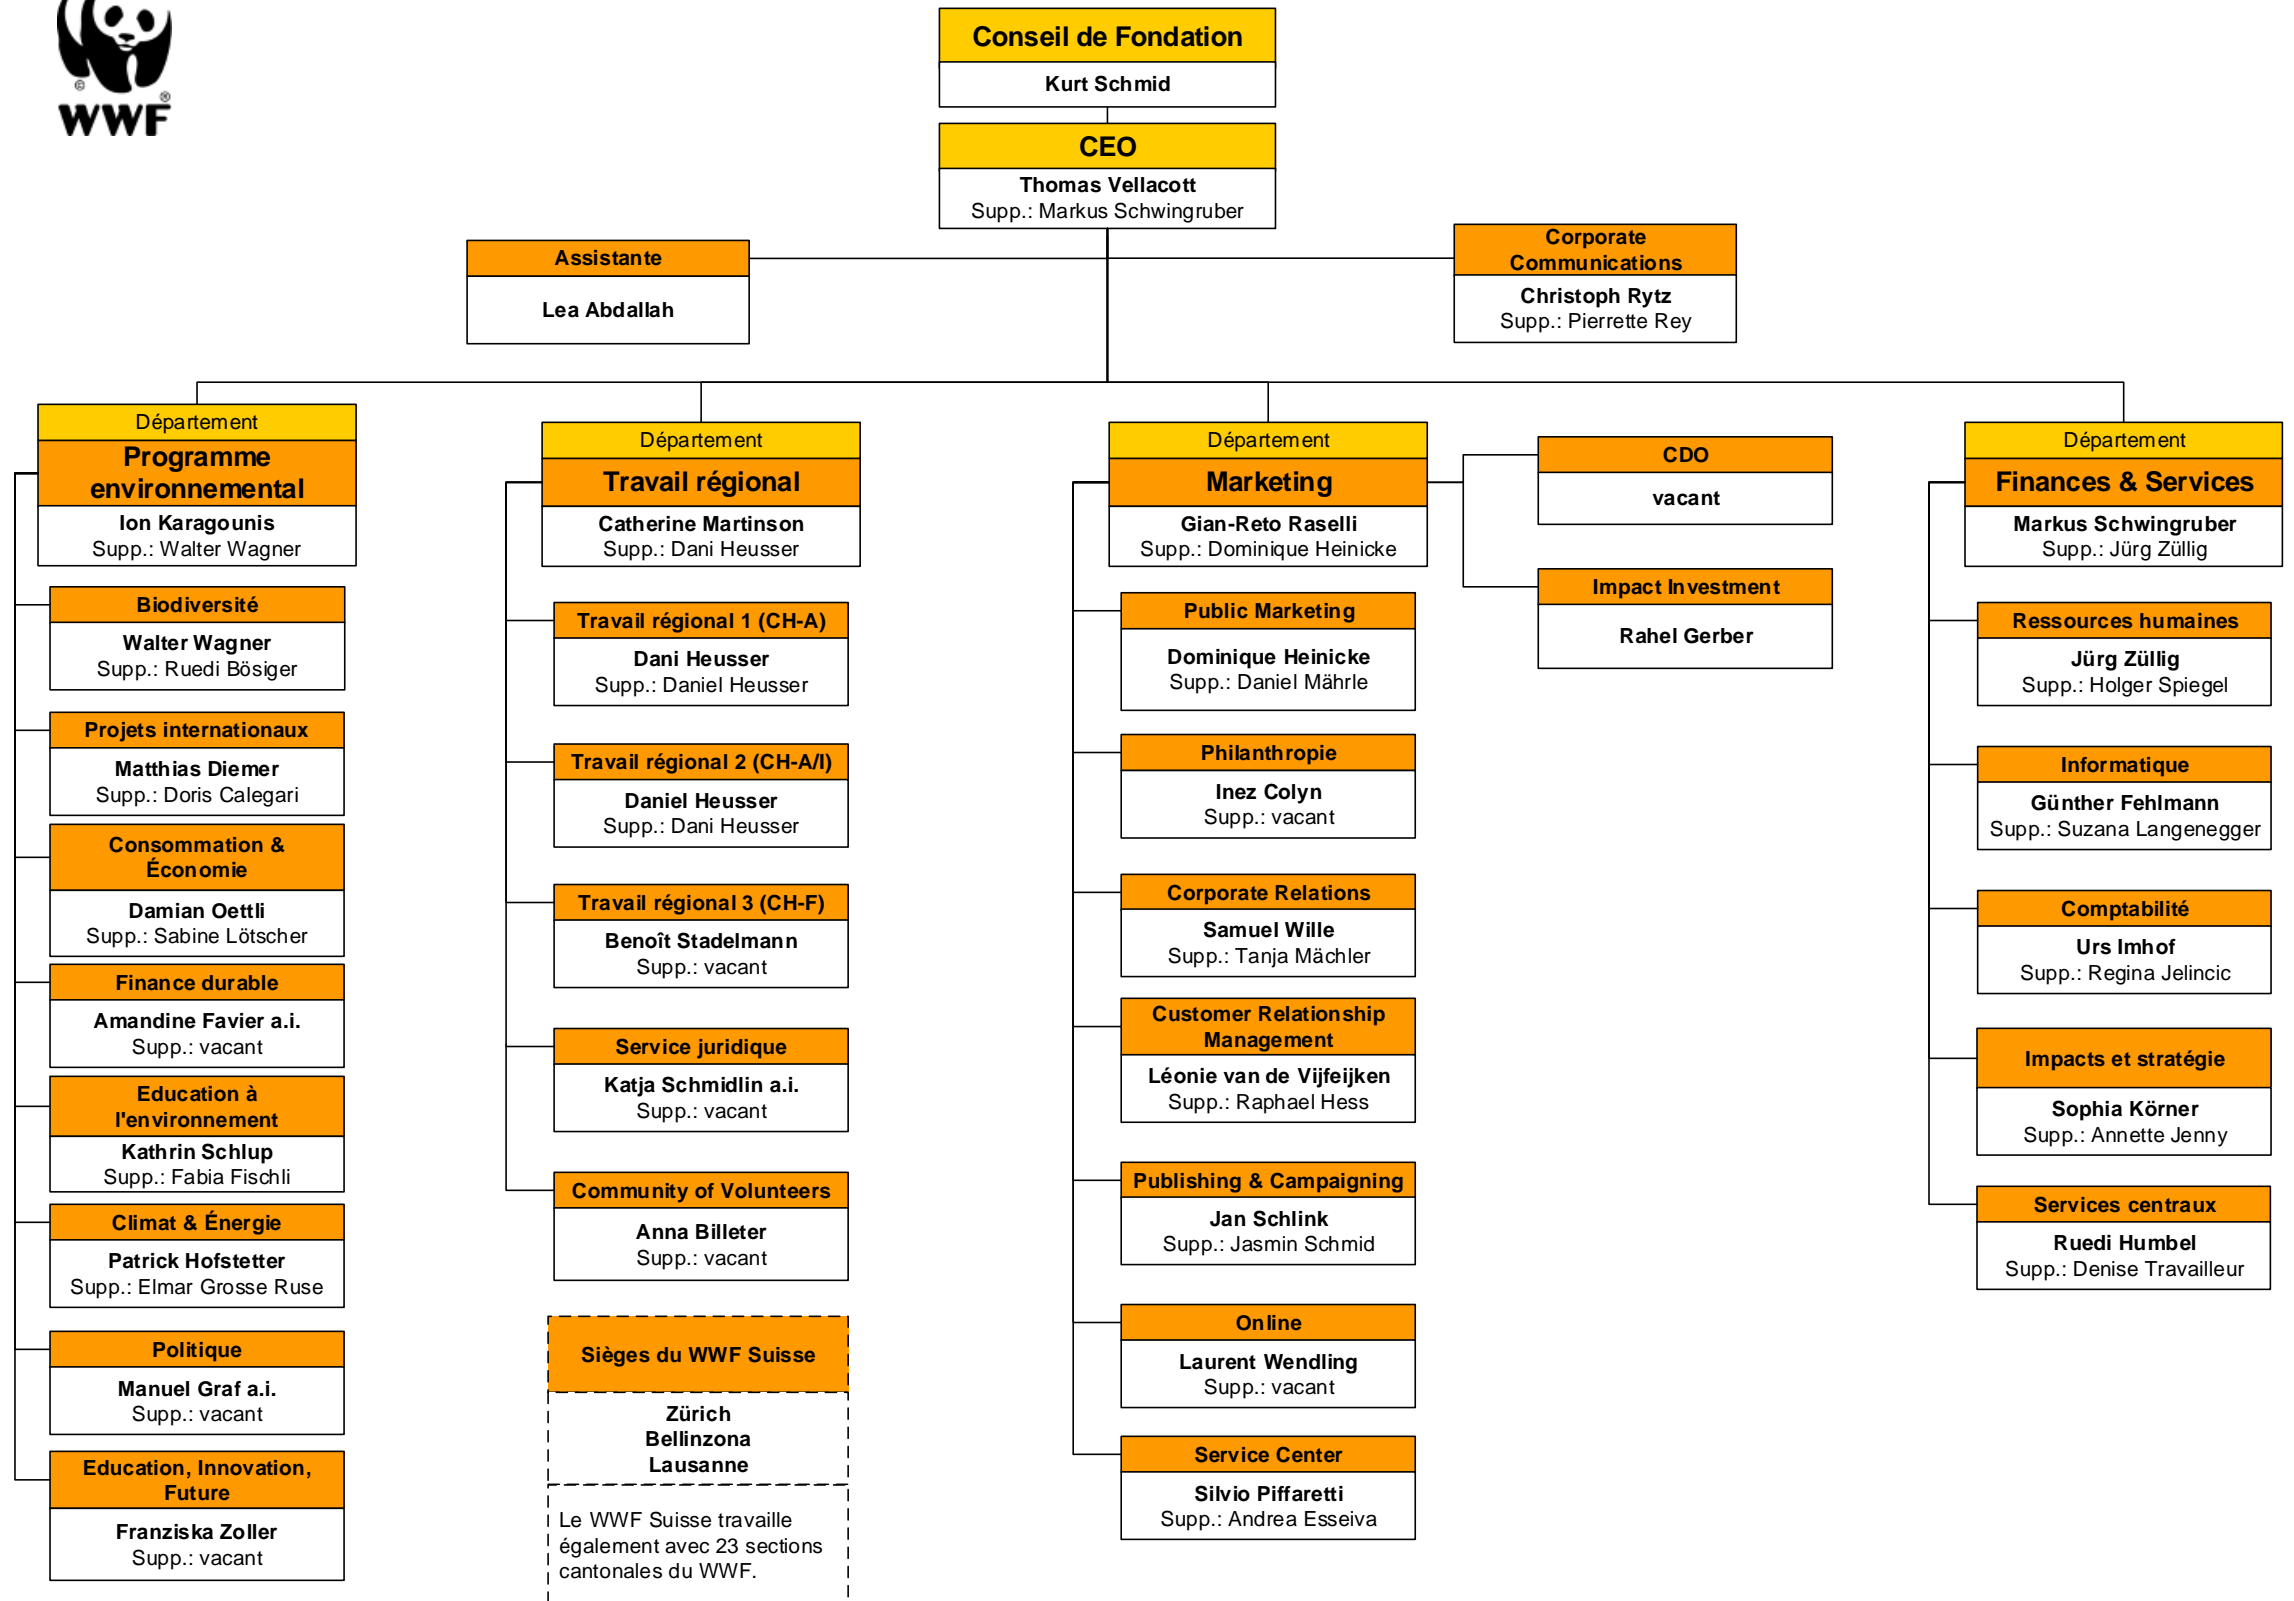 WWF
Conseil de Fondation
Kurt Schmid
CEO
Thomas Vellacott
Supp.: Markus Schwingruber
Assistante
Lea Abdallah
Corporate
Communications
Christoph Rytz
Supp.: Pierrette Rey
Département
Programme
environnemental
Ion Karagounis
Supp.: Walter Wagner
Biodiversité
Walter Wagner
Supp.: Ruedi Bösiger
Projets internationaux
Matthias Diemer
Supp.: Doris Calegari
Consommation &
Économie
Damian Oettli
Supp.: Sabine Lötscher
Finance durable
Amandine Favier a.i.
Supp.: vacant
Education à
l'environnement
Kathrin Schlup
Supp.: Fabia Fischli
Climat & Énergie
Patrick Hofstetter
Supp.: Elmar Grosse Ruse
Politique
Manuel Graf a.i.
Supp.: vacant
Education, Innovation,
Future
Franziska Zoller
Supp.: vacant
Département
Travail régional
Catherine Martinson
Supp.: Dani Heusser
Travail régional 1 (CH-A)
Dani Heusser
Supp.: Daniel Heusser
Travail régional 2 (CH-A/I)
Daniel Heusser
Supp.: Dani Heusser
Travail régional 3 (CH-F)
Benoît Stadelmann
Supp.: vacant
Service juridique
Katja Schmidlin a.i.
Supp.: vacant
Community of Volunteers
Anna Billeter
Supp.: vacant
Sièges du WWF Suisse
Zürich
Bellinzona
Lausanne
Le WWF Suisse travaille
également avec 23 sections
cantonales du WWF.
Département
Marketing
Gian-Reto Raselli
Supp.: Dominique Heinicke
CDO
vacant
Impact Investment
Rahel Gerber
Public Marketing
Dominique Heinicke
Supp.: Daniel Mährle
Philanthropie
Inez Colyn
Supp.: vacant
Corporate Relations
Samuel Wille
Supp.: Tanja Mächler
Customer Relationship
Management
Léonie van de Vijfeijken
Supp.: Raphael Hess
Publishing & Campaigning
Jan Schlink
Supp.: Jasmin Schmid
Online
Laurent Wendling
Supp.: vacant
Service Center
Silvio Piffaretti
Supp.: Andrea Esseiva
Département
Finances & Services
Markus Schwingruber
Supp.: Jürg Züllig
Ressources humaines
Jürg Züllig
Supp.: Holger Spiegel
Informatique
Günther Fehlmann
Supp.: Suzana Langenegger
Comptabilité
Urs Imhof
Supp.: Regina Jelincic
Impacts et stratégie
Sophia Körner
Supp.: Annette Jenny
Services centraux
Ruedi Humbel
Supp.: Denise Travailleur